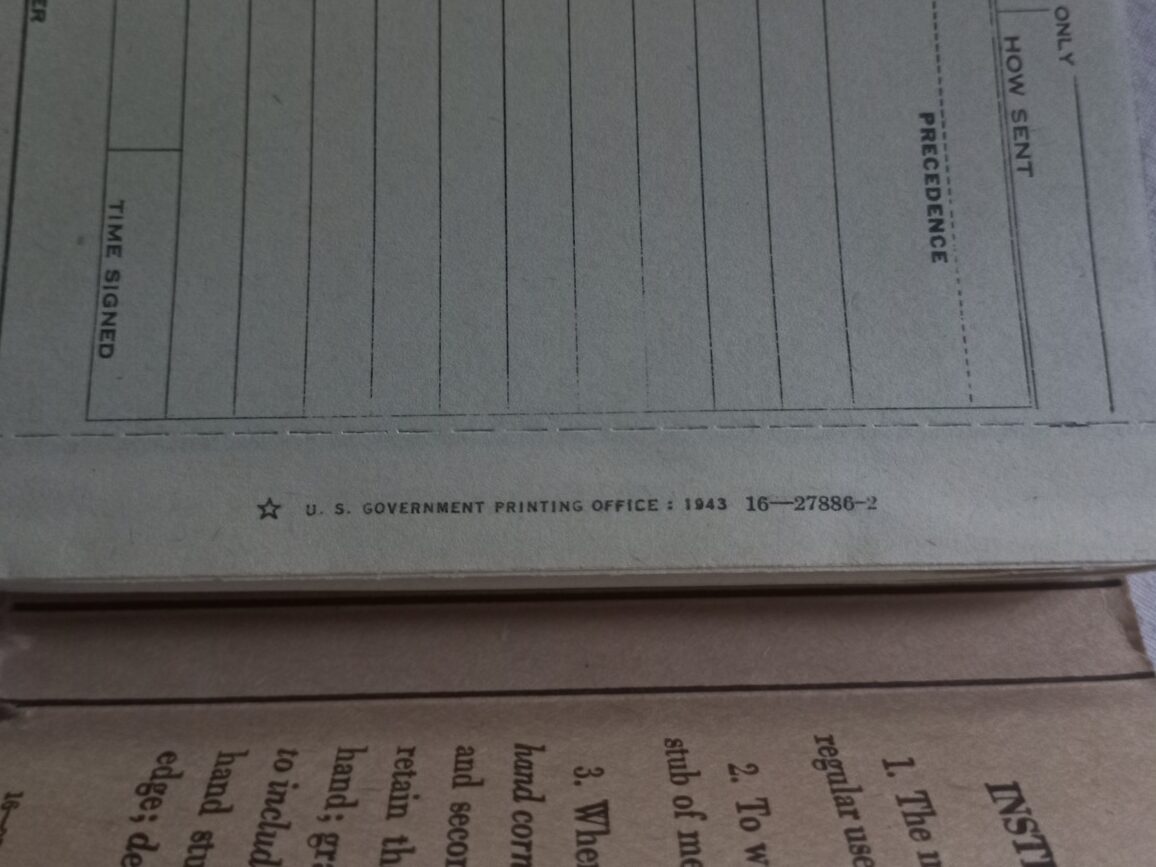 ONLY
HOW SENT
PRECEDENCE
TIME SIGNED
ER
☆ U. S. GOVERNMENT PRINTING OFFICE : 1943 16—27886-2
INST
1. The
regular use
2. To w
stub of me
3. Whe
hand corn
and secon
retain th
hand; gr
to includ
hand stu
edge; de
16—